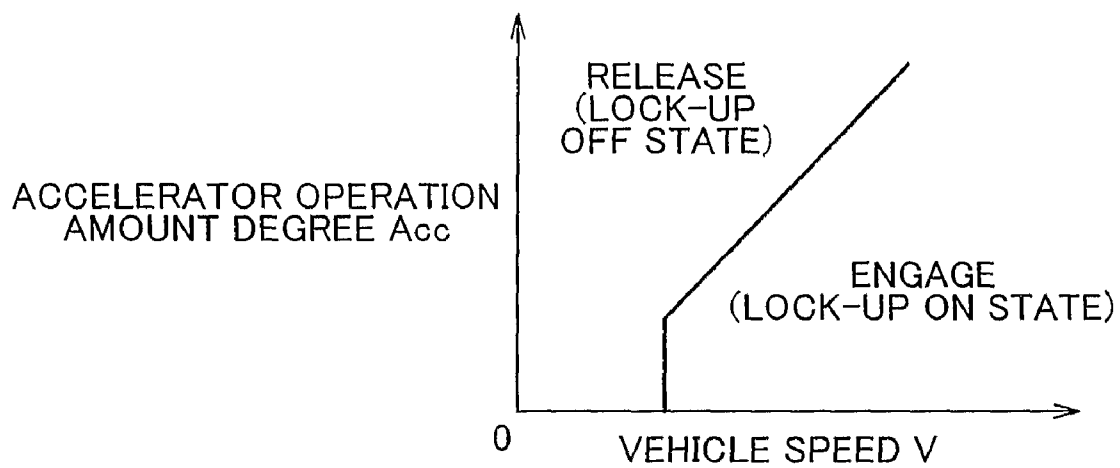 RELEASE
(LOCK-UP
OFF STATE)
ACCELERATOR OPERATION
AMOUNT DEGREE Acc
ENGAGE
(LOCK-UP ON STATE)
0
VEHICLE SPEED V